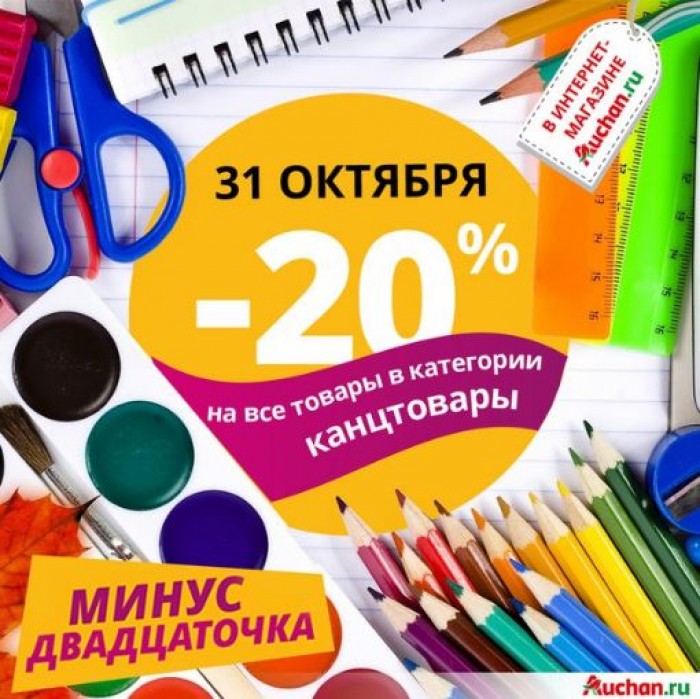 В ИНТЕРНЕТ-
МАГАЗИНЕ
Auchan.ru
31 ОКТЯБРЯ
-20%
на все товары в категории
канцтовары
МИНУС
ДВАДЦАТОЧКА
Auchan.ru